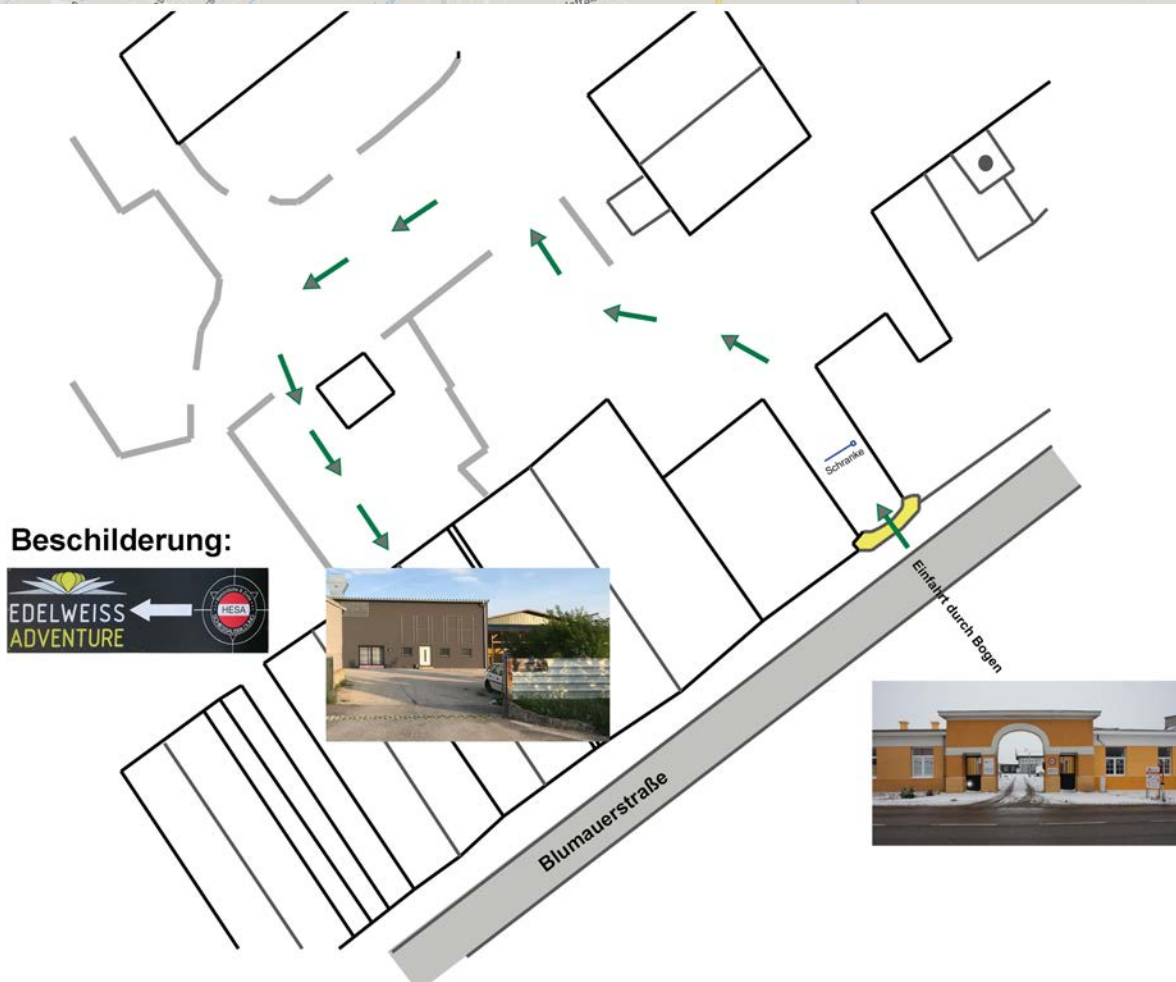 Schranke
Beschilderung:
EDELWEISS
ADVENTURE
HESA
Einfahrt durch Bogen
Blumauerstraße